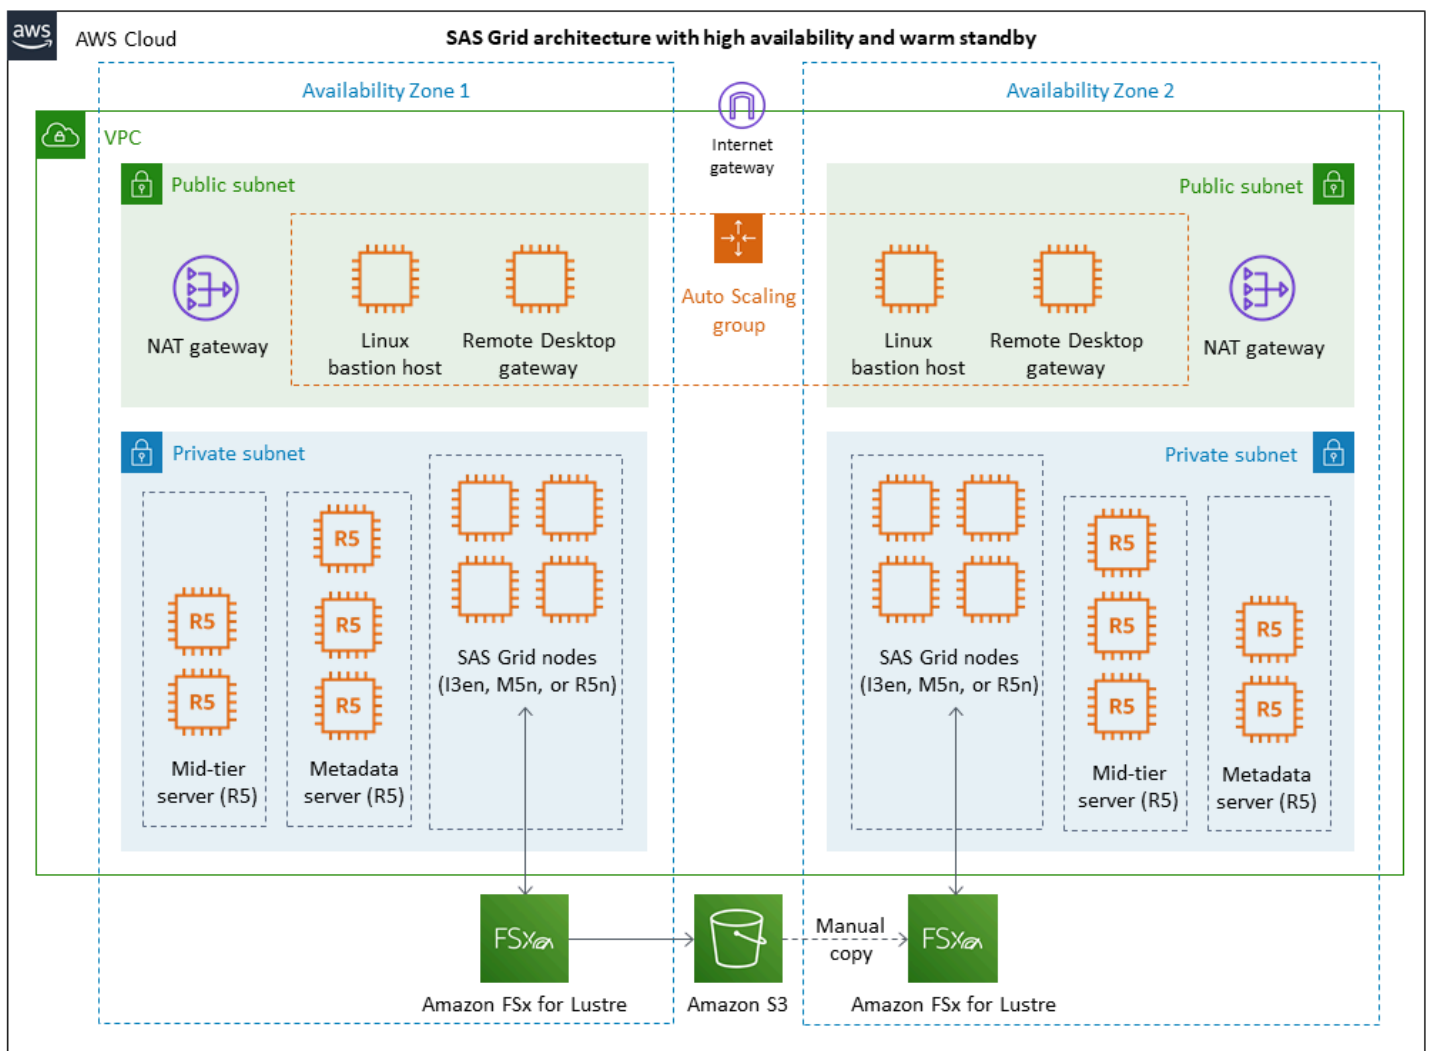 aws
AWS Cloud
SAS Grid architecture with high availability and warm standby
Availability Zone 1
Availability Zone 2
Internet
gateway
VPC
Public subnet
Public subnet
NAT gateway
Linux
bastion host
Remote Desktop
gateway
Auto Scaling
group
Linux
bastion host
Remote Desktop
gateway
NAT gateway
Private subnet
Private subnet
R5
R5
Mid-tier
server (R5)
R5
R5
R5
Metadata
server (R5)
SAS Grid nodes
(I3en, M5n, or R5n)
SAS Grid nodes
(I3en, M5n, or R5n)
R5
R5
R5
Mid-tier
server (R5)
R5
R5
Metadata
server (R5)
FSx
Amazon FSx for Lustre
Amazon S3
Manual
copy
FSx
Amazon FSx for Lustre